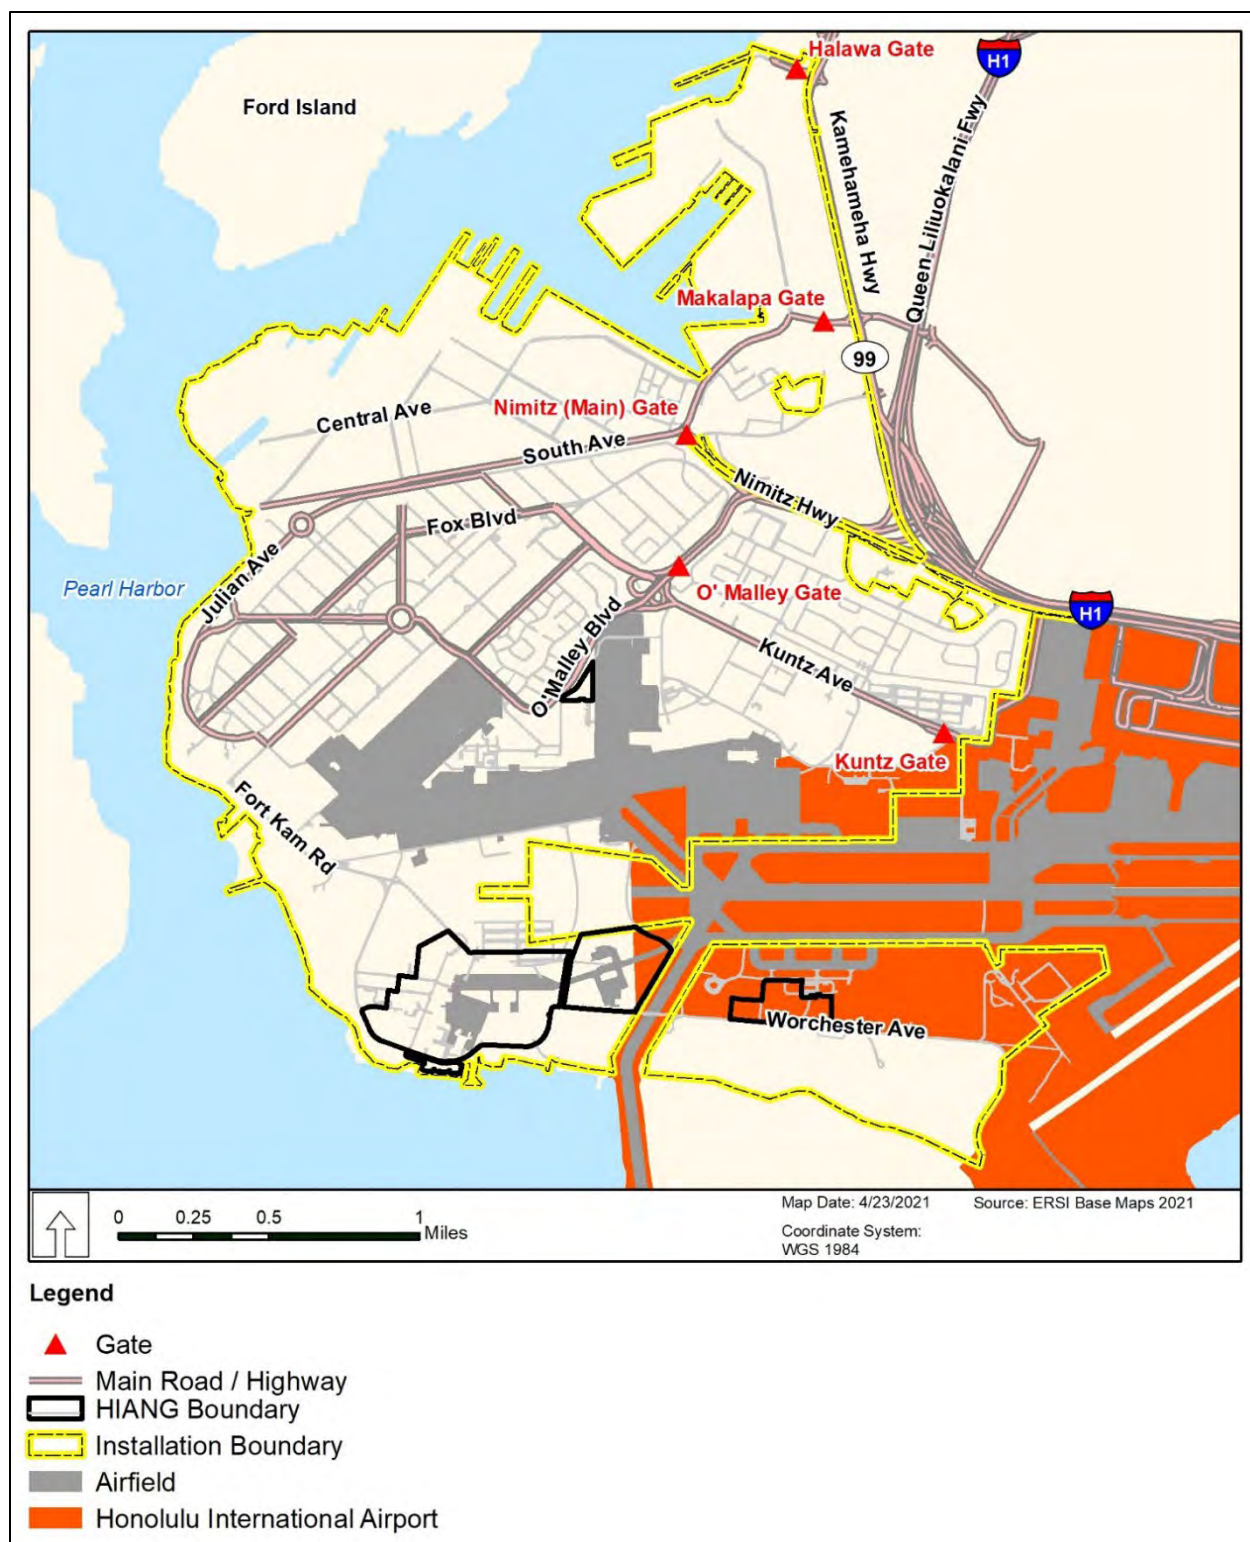 Halawa Gate
H1
Ford Island
Kamehameha Hwy
Queen Liliuokalani Fwy
Makalapa Gate
99
Nimitz (Main) Gate
Central Ave
South Ave
Nimitz Hwy
Fox Blvd
Julian Ave
Pearl Harbor
O' Malley Gate
H1
O'Malley Blvd
Kuntz Ave
Kuntz Gate
Fort Kam Rd
Worchester Ave
0 0.25 0.5 1
Miles
Map Date: 4/23/2021
Source: ERSI Base Maps 2021
Coordinate System:
WGS 1984
Legend
Gate
Main Road / Highway
HIANG Boundary
Installation Boundary
Airfield
Honolulu International Airport